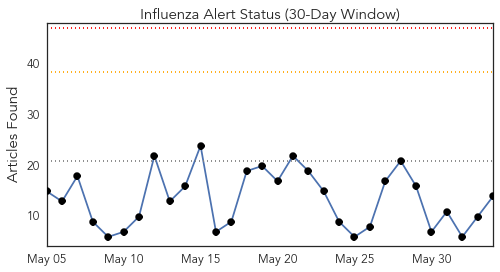 Influenza Alert Status (30-Day Window)
Articles Found
40
30
20
10
May 05
May 10
May 15
May 20
May 25
May 30